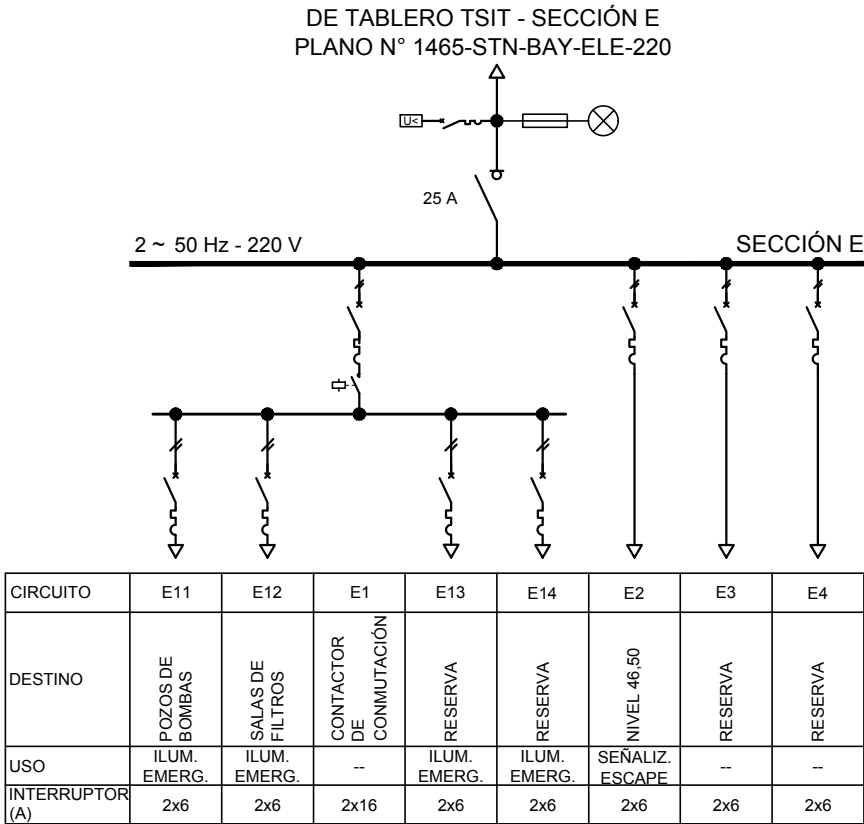 DE TABLERO TSIT - SECCIÓN E
PLANO N° 1465-STN-BAY-ELE-220
U<
25 A
2 ~ 50 Hz - 220 V
SECCIÓN E
CIRCUITO E11 E12 E1 E13 E14 E2 E3 E4
DESTINO
POZOS DE
BOMBAS
SALAS DE
FILTROS
CONTACTOR
DE
CONMUTACIÓN
RESERVA
RESERVA
NIVEL 46,50
RESERVA
RESERVA
USO
ILUM.
EMERG.
ILUM.
EMERG.
--
ILUM.
EMERG.
ILUM.
EMERG.
SEÑALIZ.
ESCAPE
--
--
INTERRUPTOR
(A)
2x6 2x6 2x16 2x6 2x6 2x6 2x6 2x6